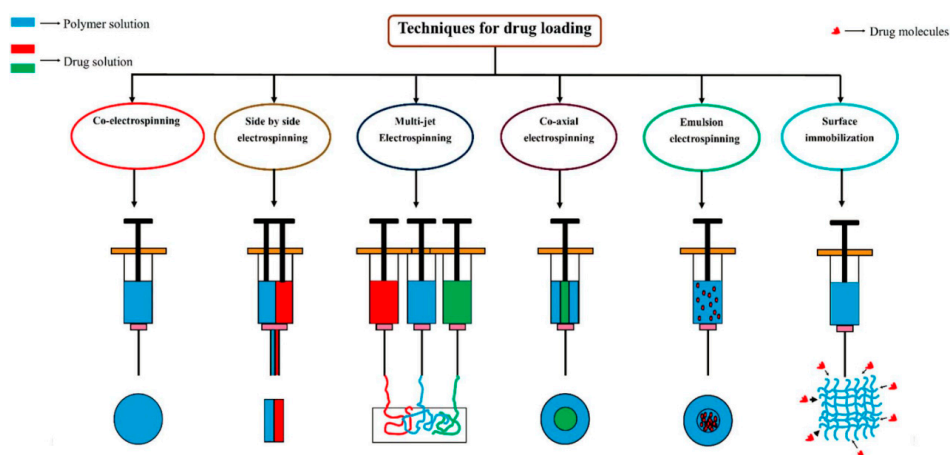 Techniques for drug loading
Polymer solution
Drug solution
Drug molecules
Co-electrospinning
Side by side
electrospinning
Multi-jet
Electrospinning
Co-axial
electrospinning
Emulsion
electrospinning
Surface
immobilization